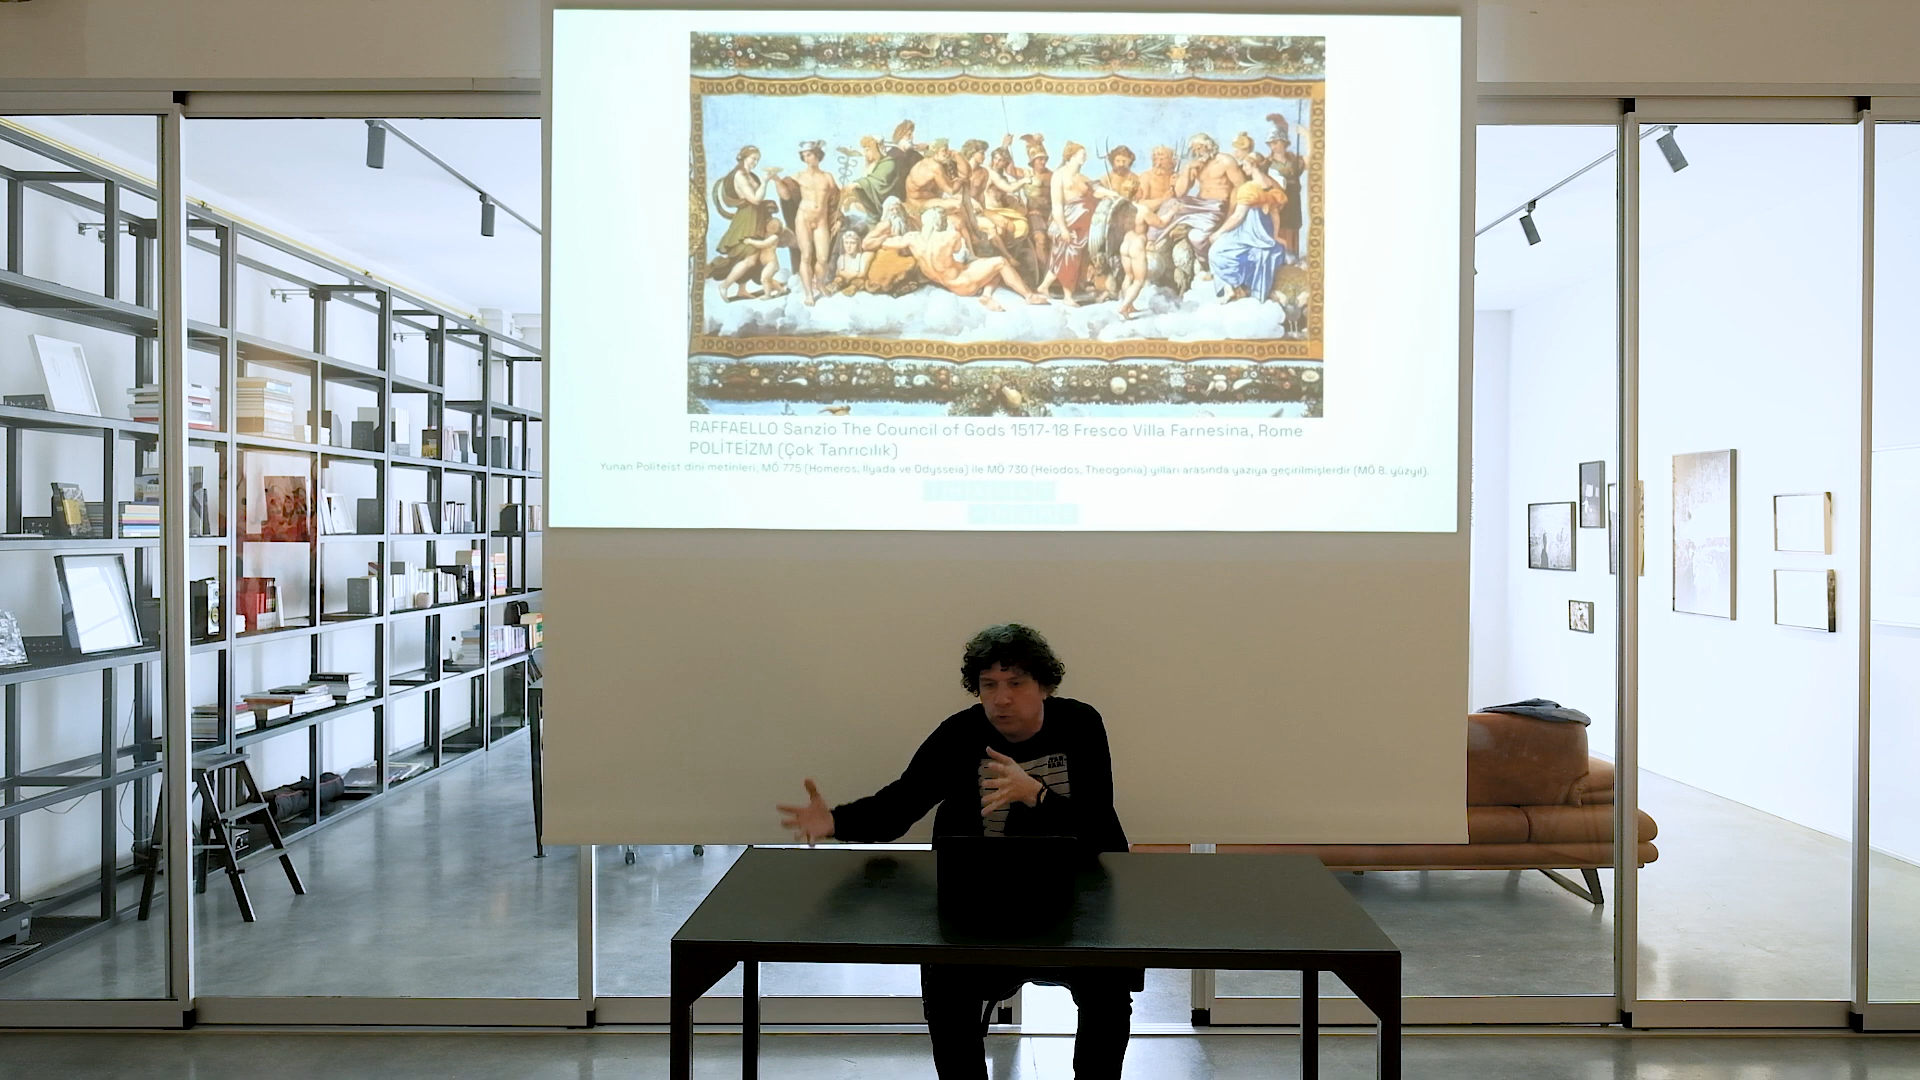 RAFFAELLO Sanzio The Council of Gods 1517-18 Fresco Villa Farnesina, Rome
POLİTEİZM (Çok Tanrıcılık)
Yunan Politeist dini metinleri, MÖ 775 (Homeros, İlyada ve Odysseia) ile MÖ 730 (Heiodos, Theogonia) yılları arasında yazıya geçirilmişlerdir (MÖ 8. yüzyıl).